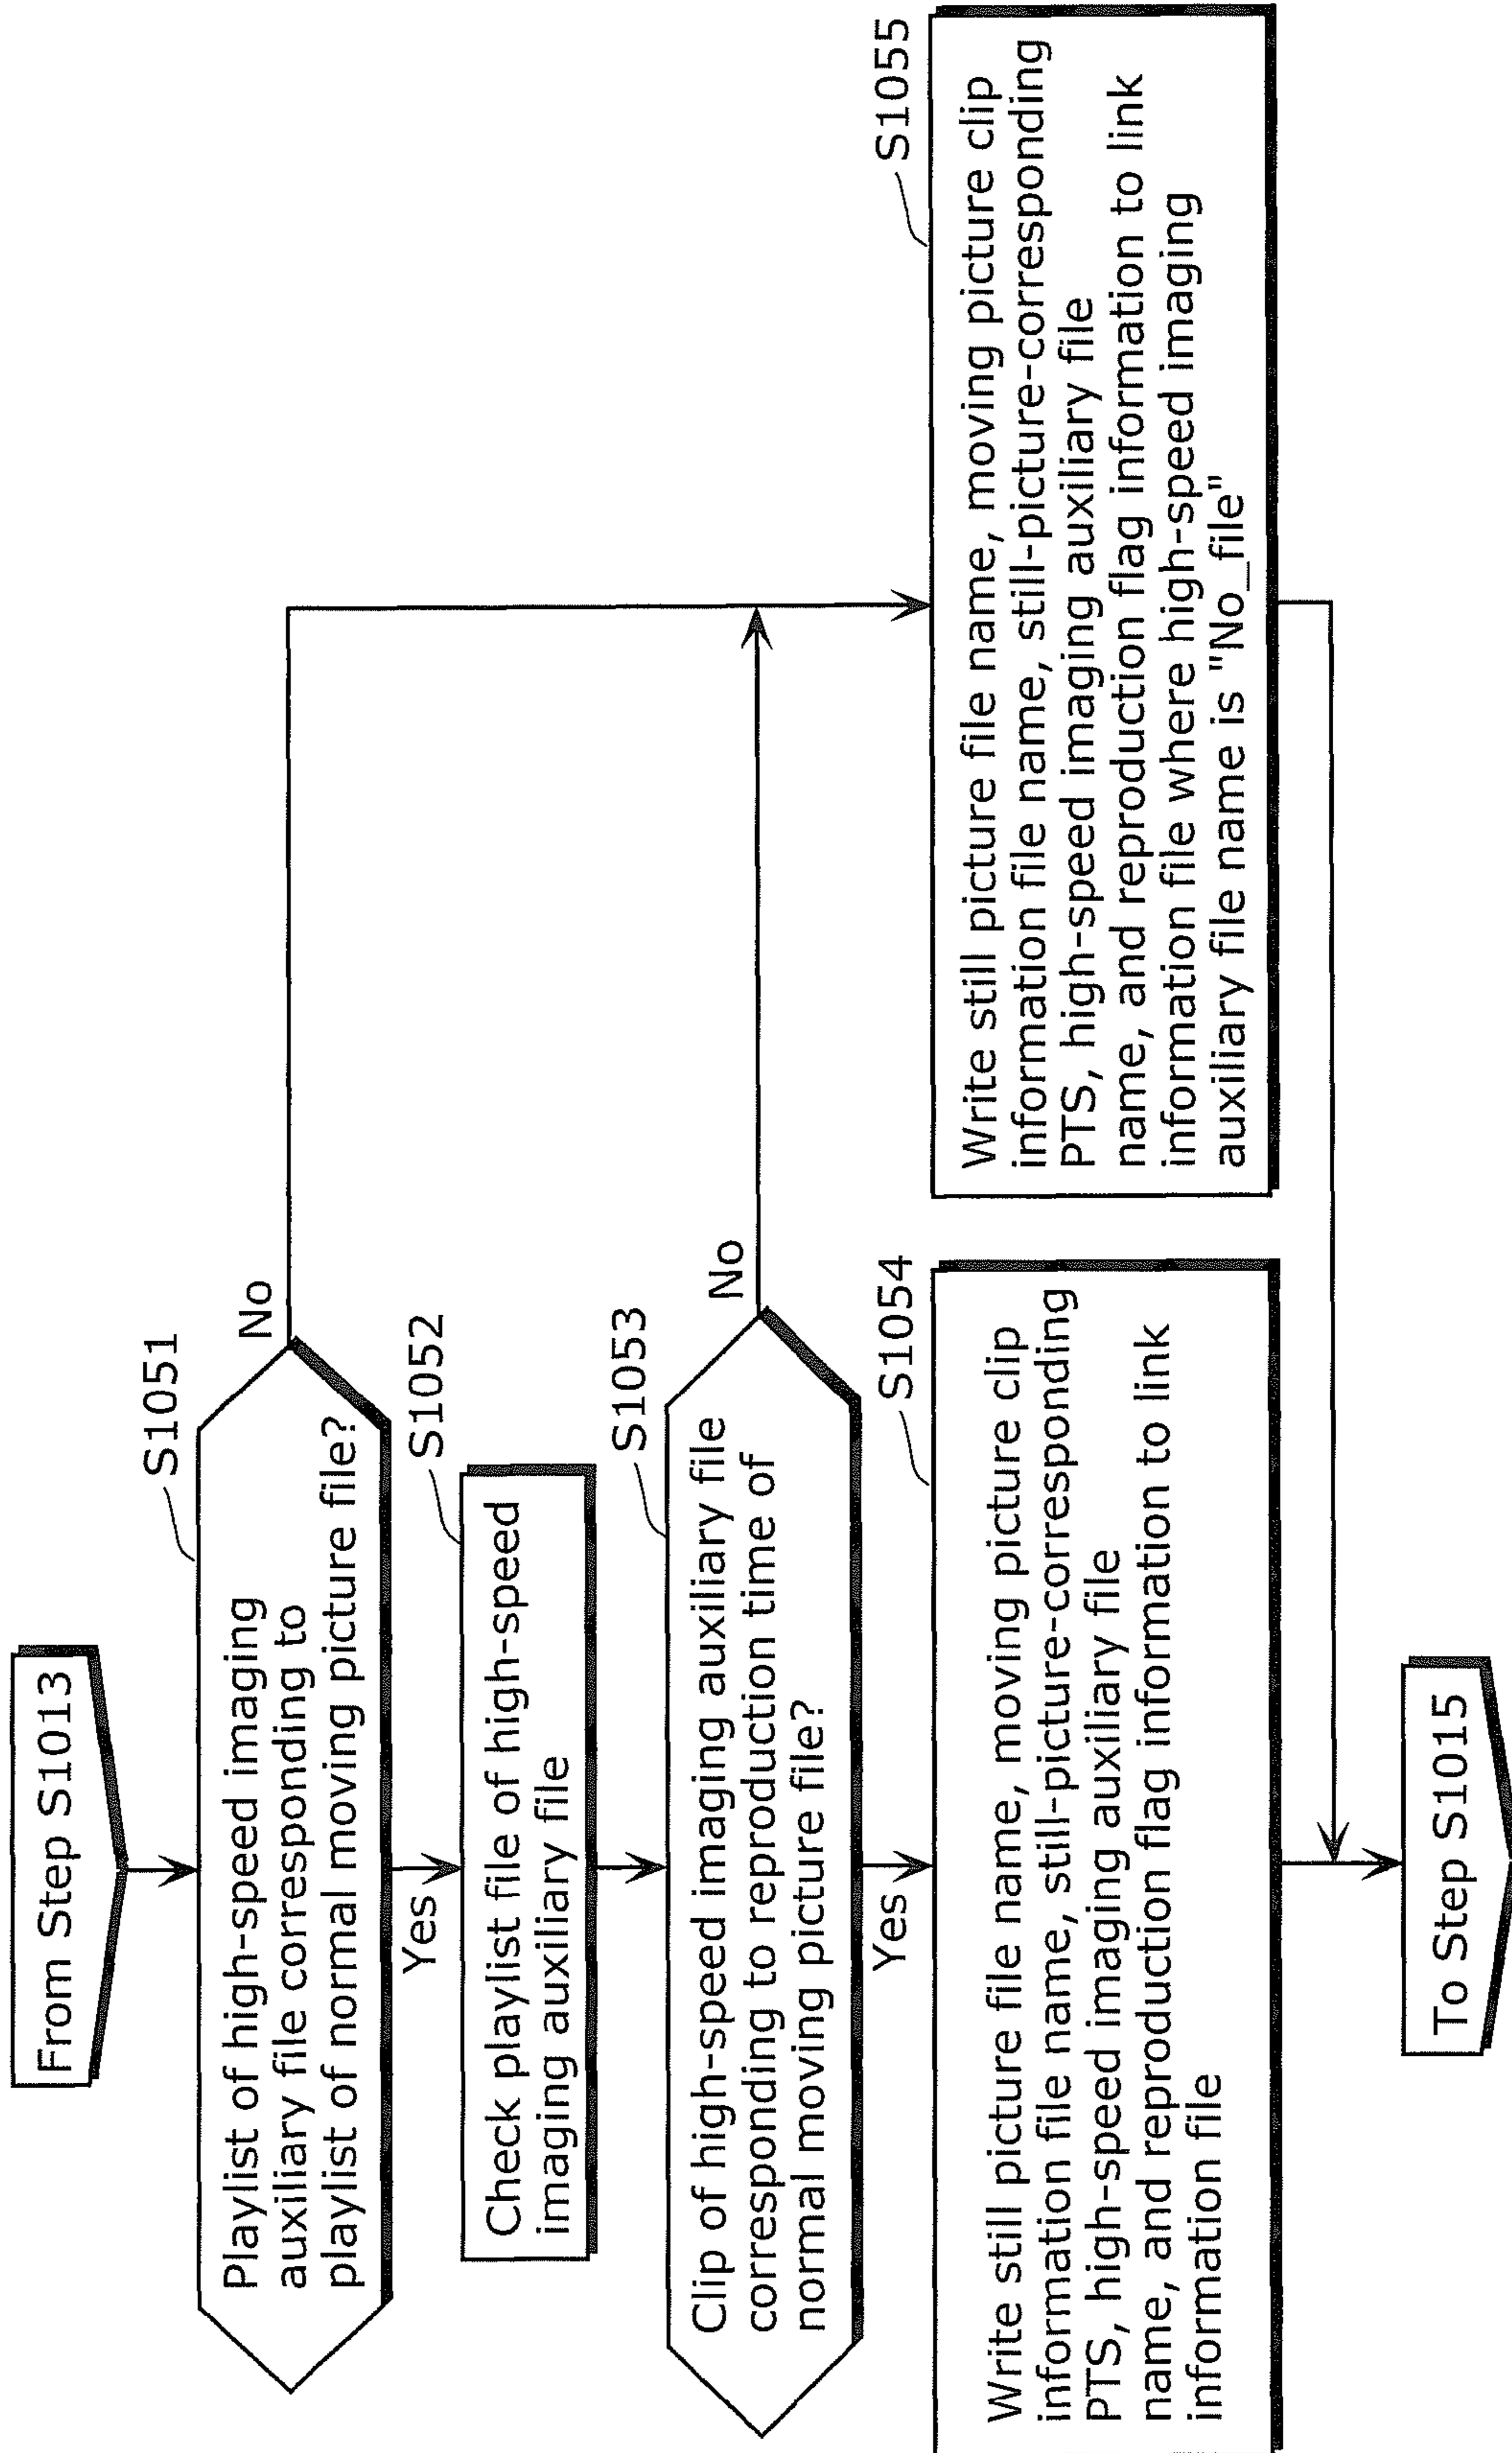 From Step S1013
S1051
Playlist of high-speed imaging
auxiliary file corresponding to
playlist of normal moving picture file?
No
Yes
S1052
Check playlist file of high-speed
imaging auxiliary file
S1053
Clip of high-speed imaging auxiliary file
corresponding to reproduction time of
normal moving picture file?
No
Yes
S1054
Write still picture file name, moving picture clip
information file name, still-picture-corresponding
PTS, high-speed imaging auxiliary file
name, and reproduction flag information to link
information file
S1055
Write still picture file name, moving picture clip
information file name, still-picture-corresponding
PTS, high-speed imaging auxiliary file
name, and reproduction flag information to link
information file where high-speed imaging
auxiliary file name is "No_file"
To Step S1015